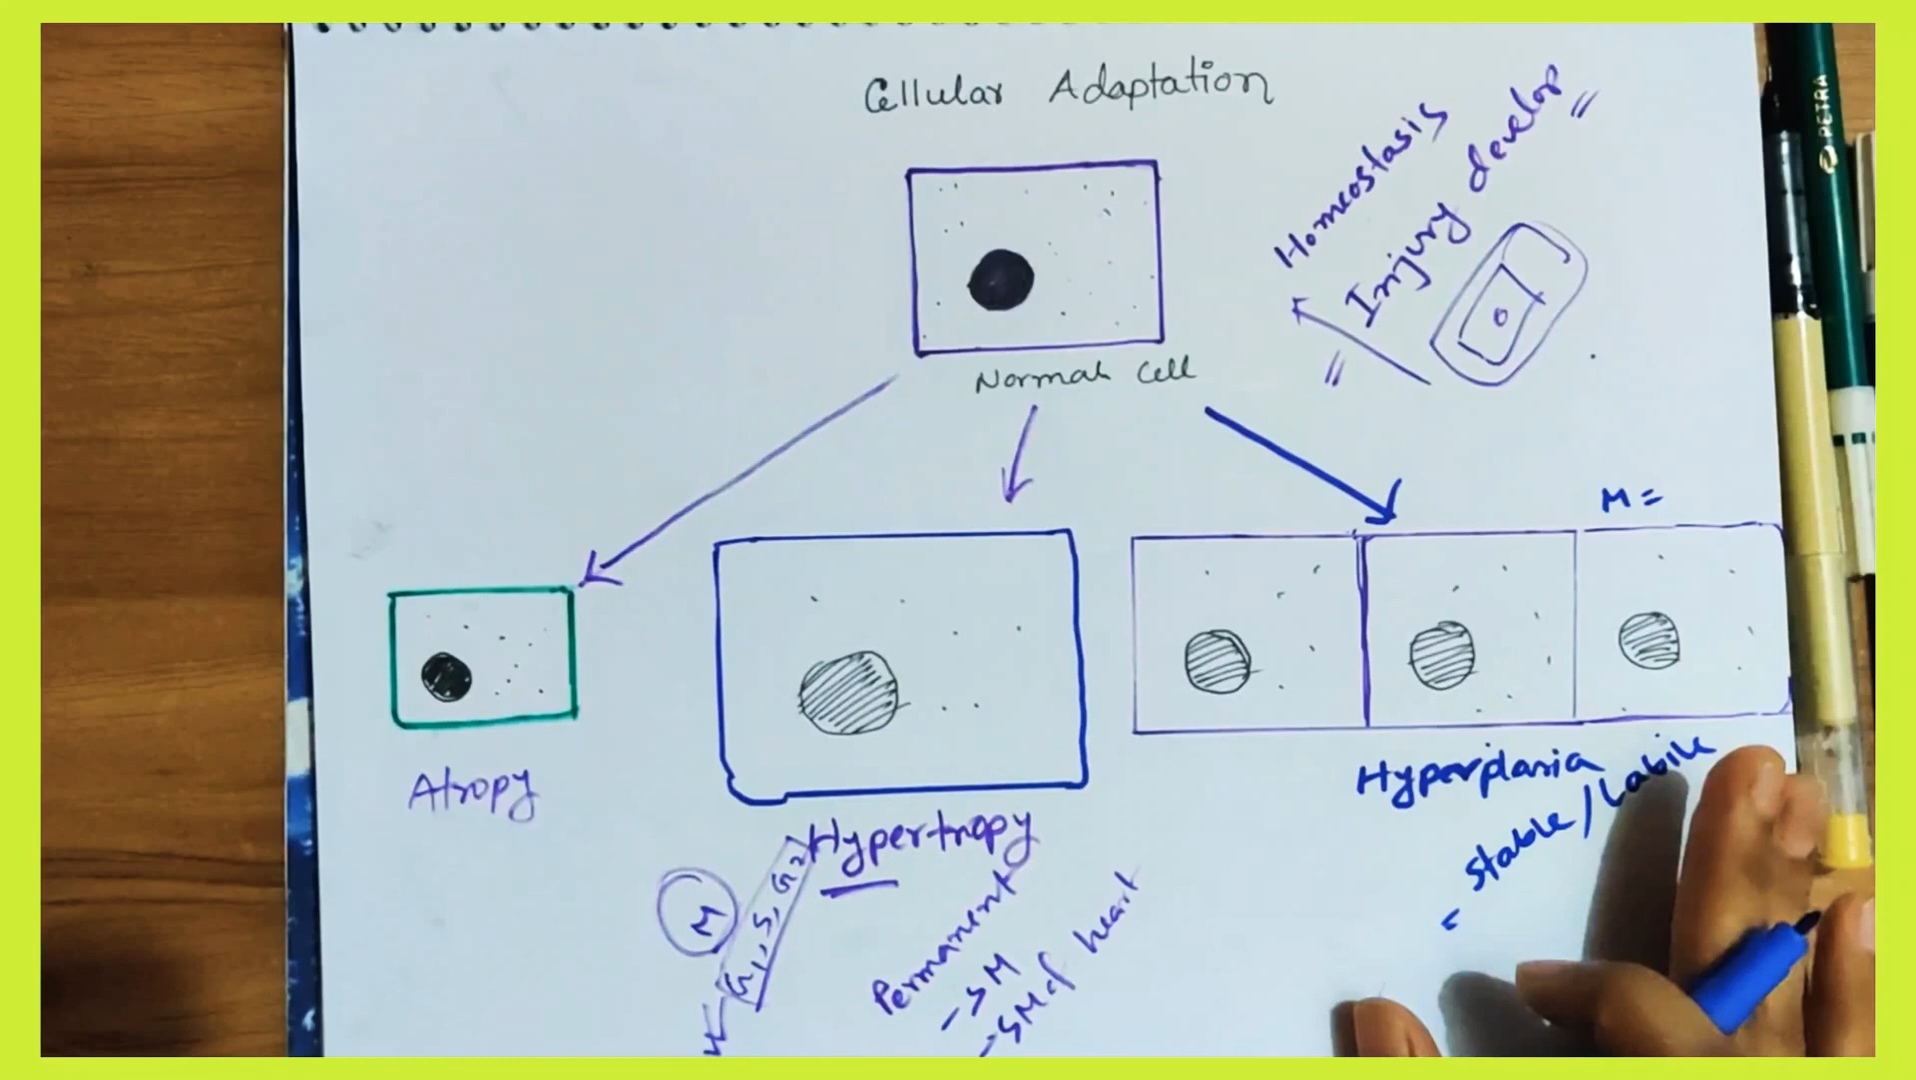 Cellular Adaptation
Homeostasis
Injury develop
Normal Cell
M =
Atropy
Hypertropy
Hyperplasia
Stable/Labile
M
G1, S, G2
Permanent
- SM
- SM of heart
PETRA